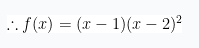 ∴ f(x) = (x − 1)(x − 2)²